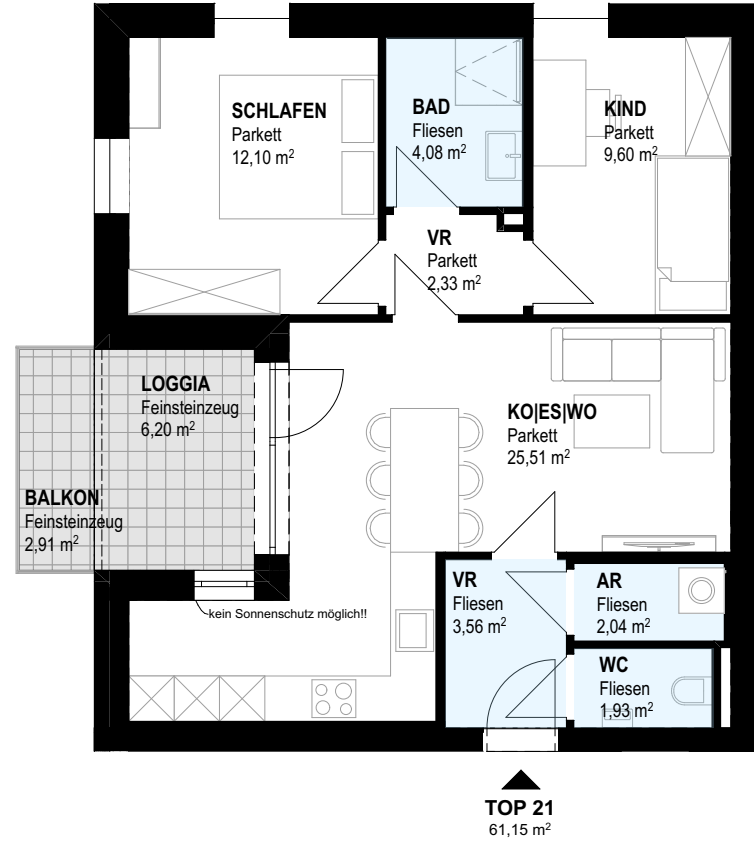 SCHLAFEN
Parkett
12,10 m²
BAD
Fliesen
4,08 m²
KIND
Parkett
9,60 m²
VR
Parkett
2,33 m²
LOGGIA
Feinsteinzeug
6,20 m²
KO|ES|WO
Parkett
25,51 m²
BALKON
Feinsteinzeug
2,91 m²
kein Sonnenschutz möglich!!
VR
Fliesen
3,56 m²
AR
Fliesen
2,04 m²
WC
Fliesen
1,93 m²
TOP 21
61,15 m²